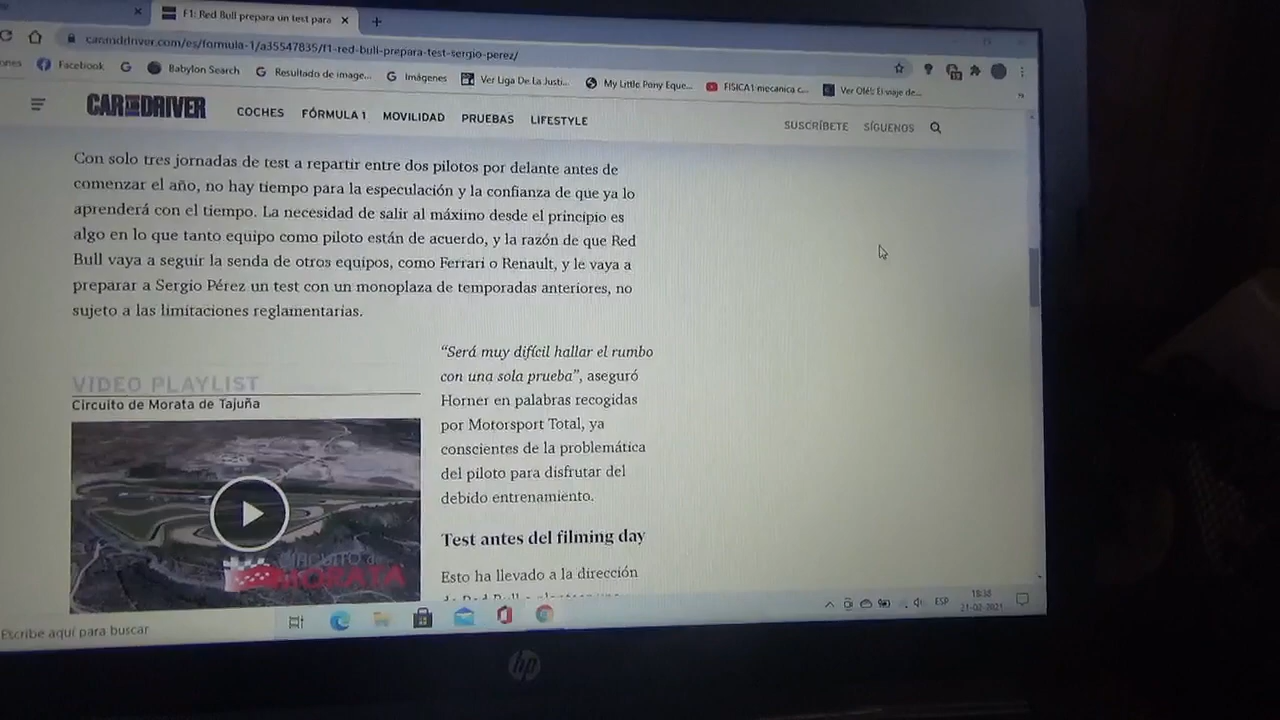 F1: Red Bull prepara un test para
caranddriver.com/es/formula-1/a35547835/f1-red-bull-prepara-test-sergio-perez/
Facebook
Babylon Search
Resultado de image...
Imágenes
Ver Liga De La Justi...
My Little Pony Eque...
FISICA1 mecanica c...
Ver Olé! El viaje de...
CAR AND DRIVER
COCHES FÓRMULA 1 MOVILIDAD PRUEBAS LIFESTYLE
SUSCRÍBETE SÍGUENOS
Con solo tres jornadas de test a repartir entre dos pilotos por delante antes de
comenzar el año, no hay tiempo para la especulación y la confianza de que ya lo
aprenderá con el tiempo. La necesidad de salir al máximo desde el principio es
algo en lo que tanto equipo como piloto están de acuerdo, y la razón de que Red
Bull vaya a seguir la senda de otros equipos, como Ferrari o Renault, y le vaya a
preparar a Sergio Pérez un test con un monoplaza de temporadas anteriores, no
sujeto a las limitaciones reglamentarias.
VIDEO PLAYLIST
Circuito de Morata de Tajuña
CIRCUITO
MORATA
“Será muy difícil hallar el rumbo
con una sola prueba”, aseguró
Horner en palabras recogidas
por Motorsport Total, ya
conscientes de la problemática
del piloto para disfrutar del
debido entrenamiento.
Test antes del filming day
Esto ha llevado a la dirección
de Red Bull a
Escribe aquí para buscar
ESP
hp